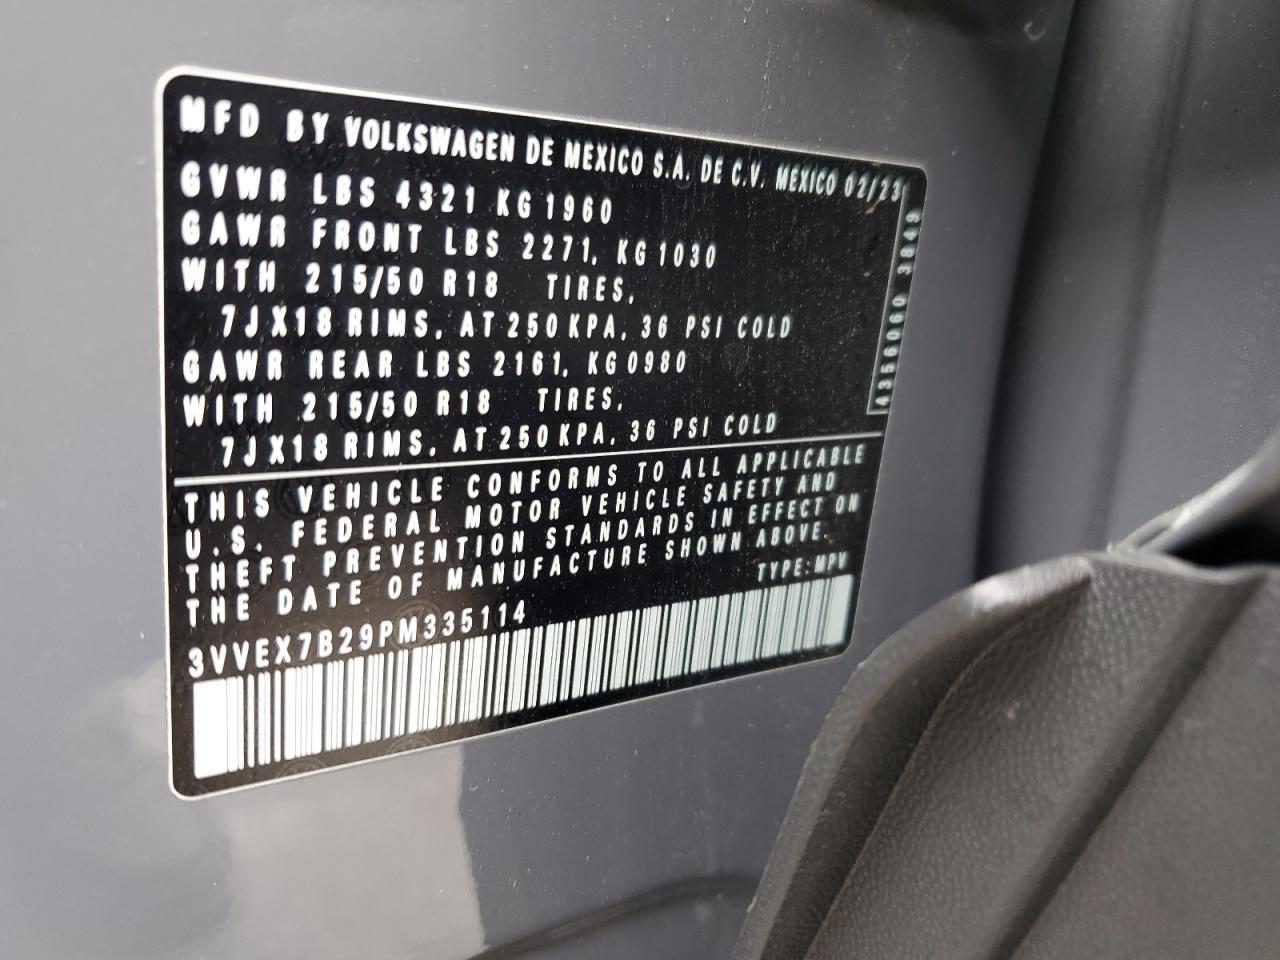 MFD BY VOLKSWAGEN DE MEXICO S.A. DE C.V. MEXICO 02/23
GVWR LBS 4321 KG 1960
GAWR FRONT LBS 2271, KG 1030
WITH 215/50 R18 TIRES,
7JX18 RIMS, AT 250 KPA, 36 PSI COLD
GAWR REAR LBS 2161, KG 0980
WITH 215/50 R18 TIRES,
7JX18 RIMS, AT 250 KPA, 36 PSI COLD
4356060 3849
THIS VEHICLE CONFORMS TO ALL APPLICABLE
U.S. FEDERAL MOTOR VEHICLE SAFETY AND
THEFT PREVENTION STANDARDS IN EFFECT ON
THE DATE OF MANUFACTURE SHOWN ABOVE.
TYPE: MPV
3VVEX7B29PM335114